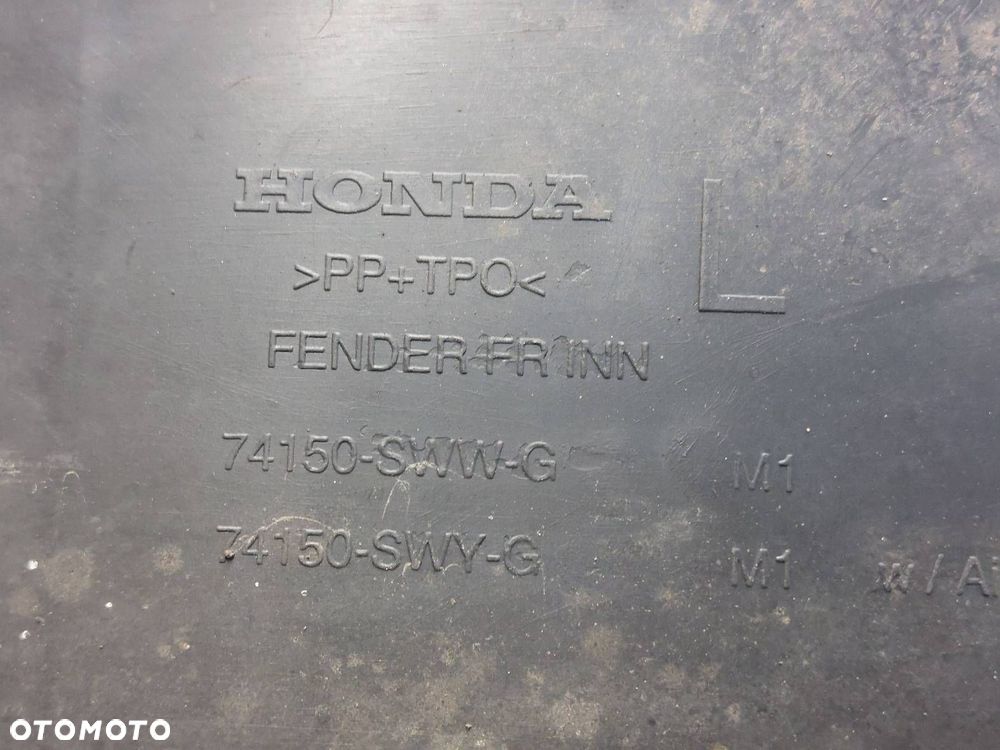 HONDA
L
>PP+TPO<
FENDER FR INN
74150-SWW-G M1
74150-SWY-G M1 w/A
OTOMOTO